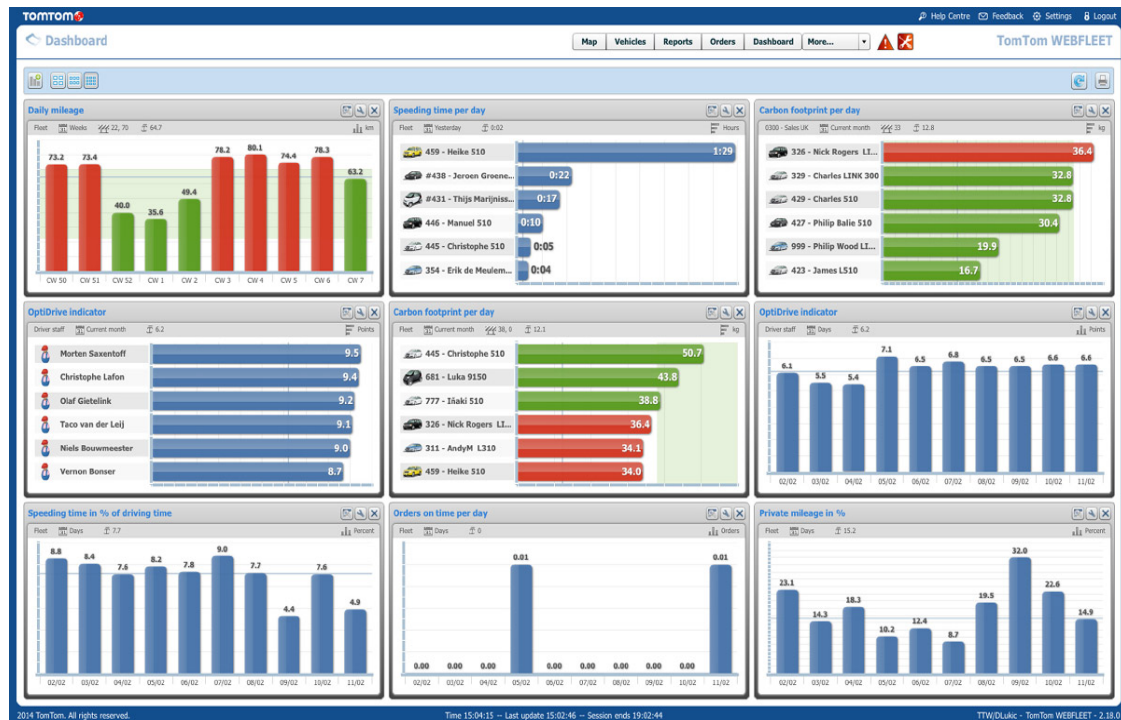 TOMTOM
Help Centre Feedback Settings Logout
Dashboard
Map Vehicles Reports Orders Dashboard More...
TomTom WEBFLEET
Daily mileage
Fleet Weeks 22, 70 64.7 km
73.2 73.4 40.0 35.6 49.4 78.2 80.1 74.4 78.3 63.2
CW 50 CW 51 CW 52 CW 1 CW 2 CW 3 CW 4 CW 5 CW 6 CW 7
Speeding time per day
Fleet Yesterday 0:02 Hours
459 - Heike 510 1:29
#438 - Jeroen Groene... 0:22
#431 - Thijs Marijniss... 0:17
446 - Manuel 510 0:10
445 - Christophe 510 0:05
354 - Erik de Meulem... 0:04
Carbon footprint per day
0300 - Sales UK Current month 33 12.8 kg
326 - Nick Rogers LI... 36.4
329 - Charles LINK 300 32.8
429 - Charles 510 32.8
427 - Philip Balie 510 30.4
999 - Philip Wood LI... 19.9
423 - James L510 16.7
OptiDrive indicator
Driver staff Current month 6.2 Points
Morten Saxentoff 9.5
Christophe Lafon 9.4
Olaf Gietelink 9.2
Taco van der Leij 9.1
Niels Bouwmeester 9.0
Vernon Bonser 8.7
Carbon footprint per day
Fleet Current month 38, 0 12.1 kg
445 - Christophe 510 50.7
681 - Luka 9150 43.8
777 - Iñaki 510 38.8
326 - Nick Rogers LI... 36.4
311 - AndyM L310 34.1
459 - Heike 510 34.0
OptiDrive indicator
Driver staff Days 6.2 Points
6.1 5.5 5.4 7.1 6.5 6.8 6.5 6.5 6.6 6.6
02/02 03/02 04/02 05/02 06/02 07/02 08/02 09/02 10/02 11/02
Speeding time in % of driving time
Fleet Days 7.7 Percent
8.8 8.4 7.6 8.2 7.8 9.0 7.7 4.4 7.6 4.9
02/02 03/02 04/02 05/02 06/02 07/02 08/02 09/02 10/02 11/02
Orders on time per day
Fleet Days 0 Orders
0.00 0.00 0.00 0.01 0.00 0.00 0.00 0.00 0.00 0.01
02/02 03/02 04/02 05/02 06/02 07/02 08/02 09/02 10/02 11/02
Private mileage in %
Fleet Days 15.2 Percent
23.1 14.3 18.3 10.2 12.4 8.7 19.5 32.0 22.6 14.9
02/02 03/02 04/02 05/02 06/02 07/02 08/02 09/02 10/02 11/02
2014 TomTom. All rights reserved.
Time 15:04:15 — Last update 15:02:46 — Session ends 19:02:44
TTW/DLukic - TomTom WEBFLEET - 2.18.0